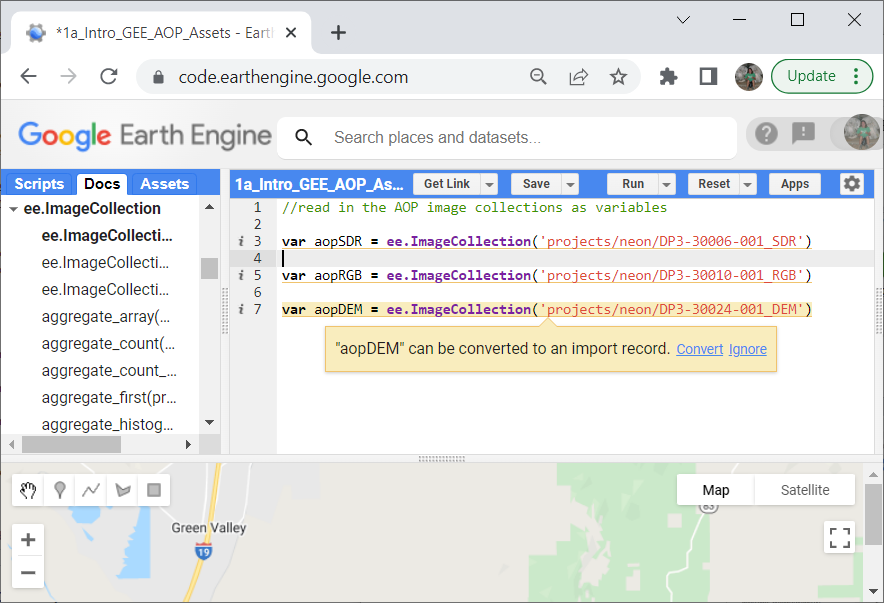 *1a_Intro_GEE_AOP_Assets - Eart
code.earthengine.google.com
Update
Google Earth Engine
Search places and datasets...
Scripts Docs Assets
1a_Intro_GEE_AOP_As... Get Link Save Run Reset Apps
ee.ImageCollection
ee.ImageCollecti...
ee.ImageCollecti...
ee.ImageCollecti...
aggregate_array(...
aggregate_count(...
aggregate_count_...
aggregate_first(pr...
aggregate_histog...
1 //read in the AOP image collections as variables
2
i 3 var aopSDR = ee.ImageCollection('projects/neon/DP3-30006-001_SDR')
4
i 5 var aopRGB = ee.ImageCollection('projects/neon/DP3-30010-001_RGB')
6
i 7 var aopDEM = ee.ImageCollection('projects/neon/DP3-30024-001_DEM')
"aopDEM" can be converted to an import record. Convert Ignore
Map Satellite
83
Green Valley
19